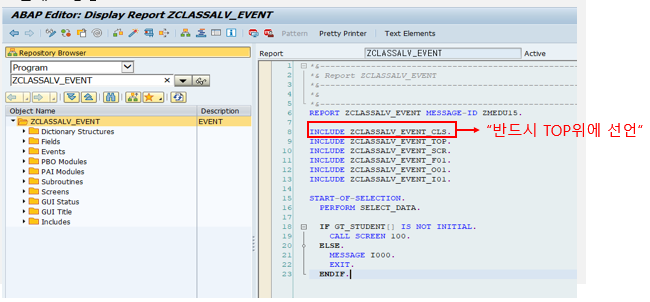 ABAP Editor: Display Report ZCLASSALV_EVENT
Pattern Pretty Printer Text Elements
Repository Browser
Program
ZCLASSALV_EVENT
Object Name Description
ZCLASSALV_EVENT EVENT
Dictionary Structures
Fields
Events
PBO Modules
PAI Modules
Subroutines
Screens
GUI Status
GUI Title
Includes
Report ZCLASSALV_EVENT Active
1 *&---------------------------------------------------------------------
2 *& Report ZCLASSALV_EVENT
3 *&
4 *&---------------------------------------------------------------------
5 *&
6 REPORT ZCLASSALV_EVENT MESSAGE-ID ZMEDU15.
7
8 INCLUDE ZCLASSALV_EVENT_CLS. "반드시 TOP위에 선언"
9 INCLUDE ZCLASSALV_EVENT_TOP.
10 INCLUDE ZCLASSALV_EVENT_SCR.
11 INCLUDE ZCLASSALV_EVENT_F01.
12 INCLUDE ZCLASSALV_EVENT_O01.
13 INCLUDE ZCLASSALV_EVENT_I01.
14
15 START-OF-SELECTION.
16 PERFORM SELECT_DATA.
17
18 IF GT_STUDENT[] IS NOT INITIAL.
19 CALL SCREEN 100.
20 ELSE.
21 MESSAGE I000.
22 EXIT.
23 ENDIF.